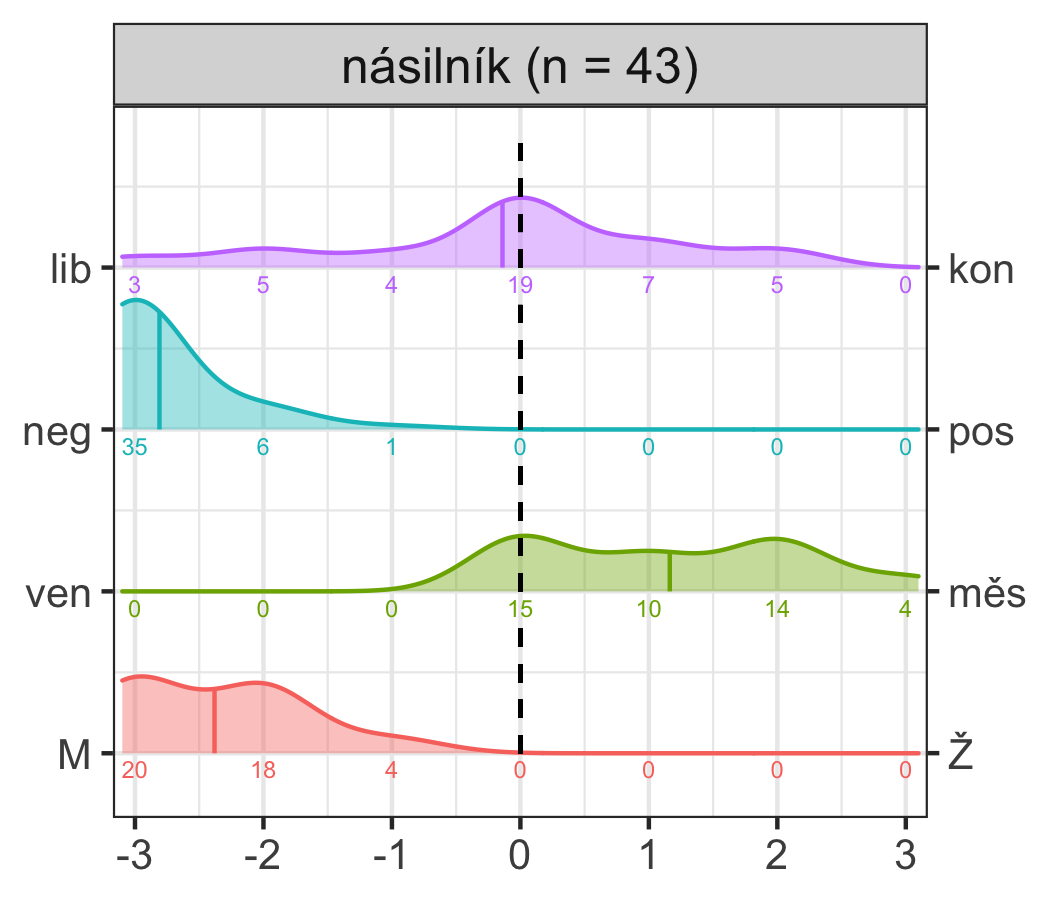 násilník (n = 43)
lib kon
3 5 4 19 7 5 0
neg pos
35 6 1 0 0 0 0
ven měs
0 0 0 15 10 14 4
M Ž
20 18 4 0 0 0 0
-3 -2 -1 0 1 2 3